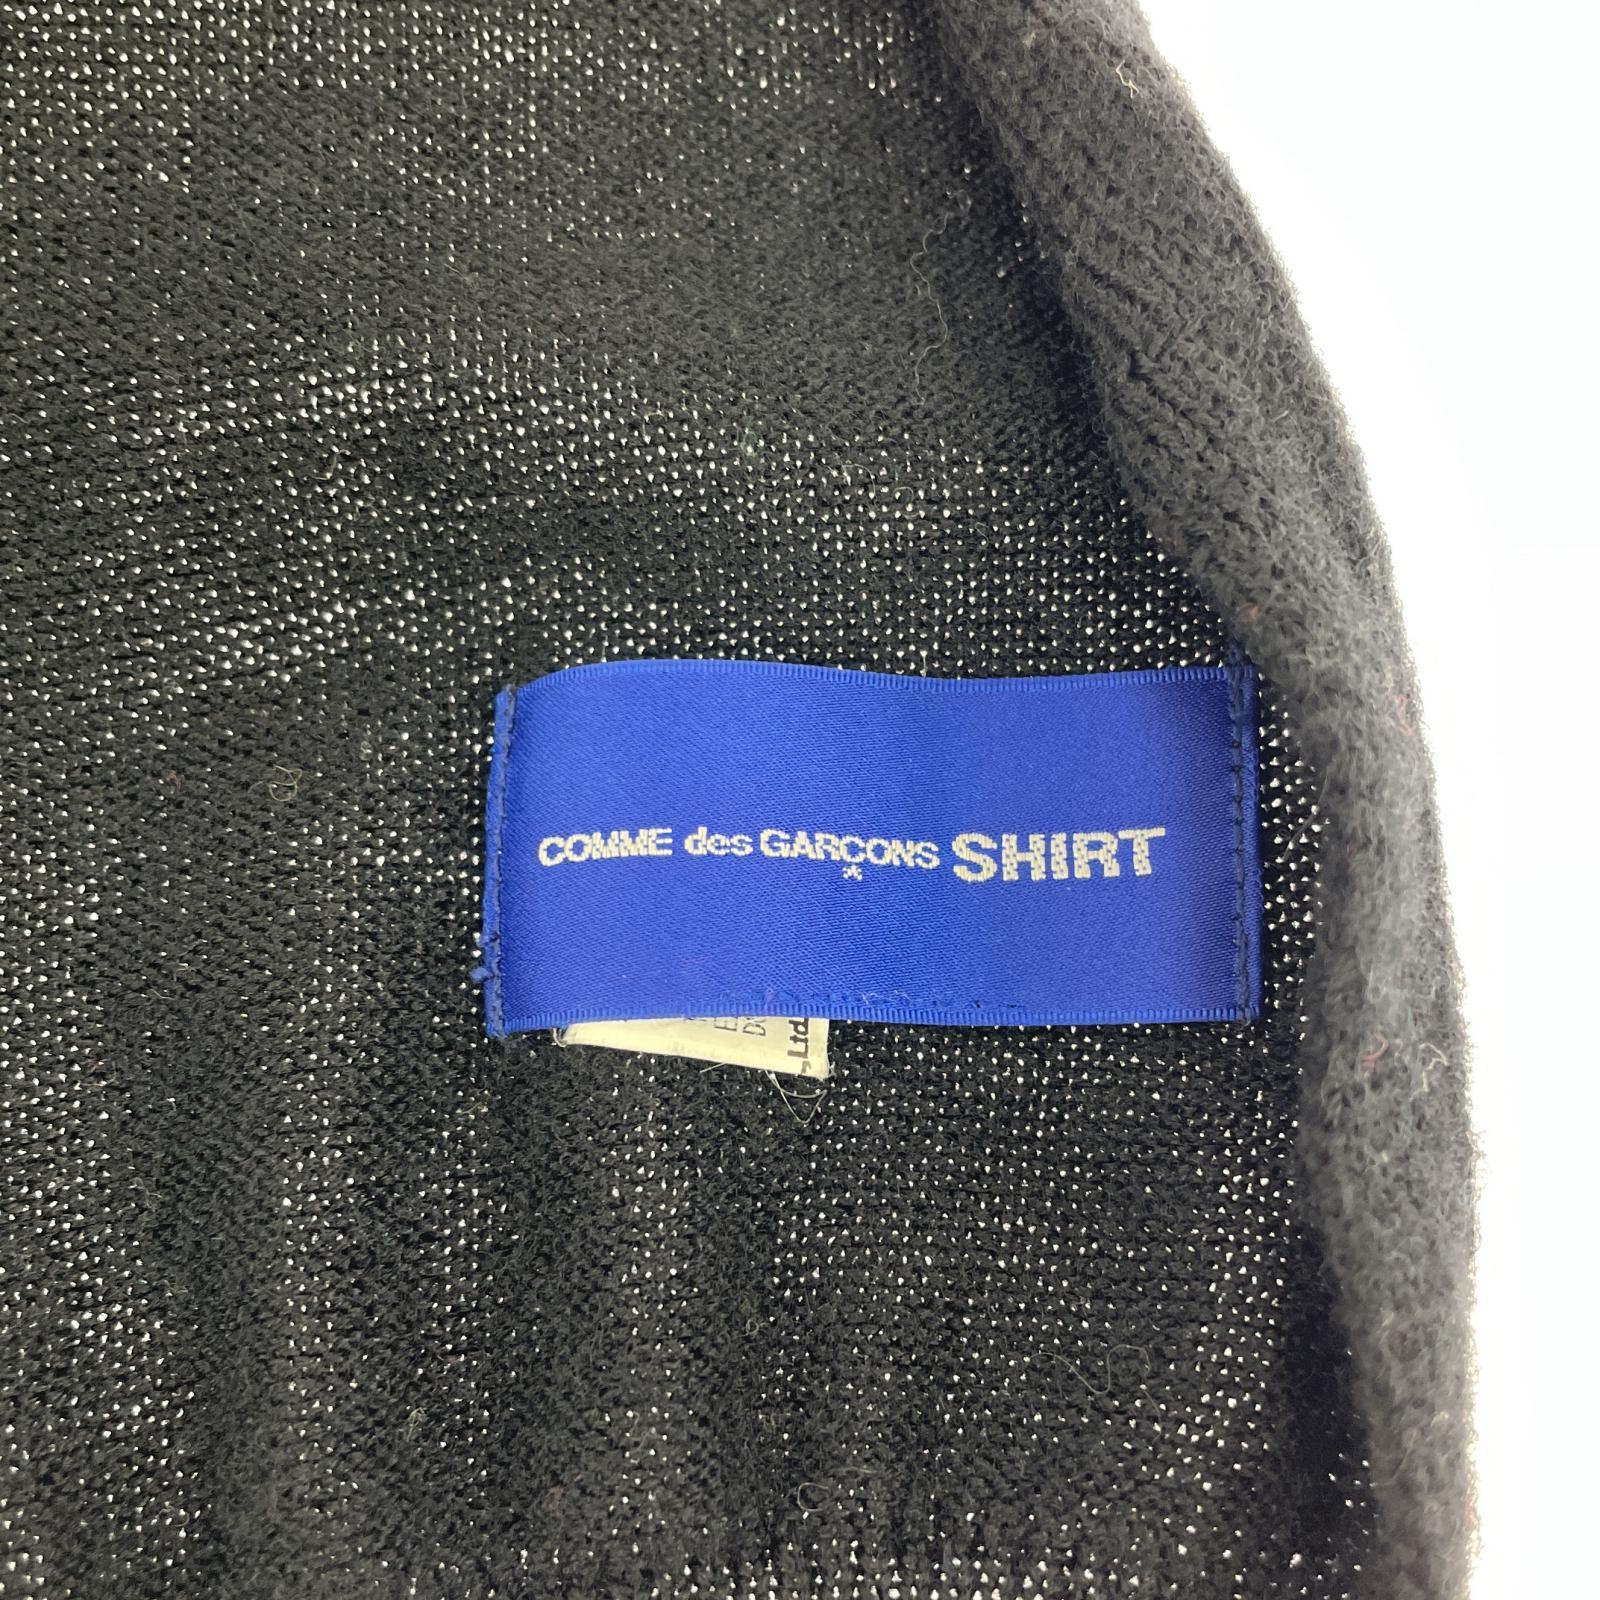 COMME des GARÇONS SHIRT
Ltd